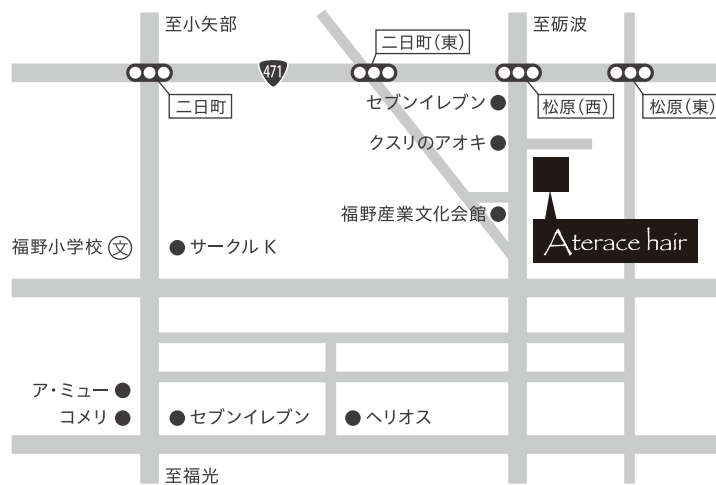 至小矢部
至砺波
二日町(東)
471
二日町
セブンイレブン
松原(西)
松原(東)
クスリのアオキ
福野産業文化会館
Aterace hair
福野小学校 文
サークル K
ア・ミュー
コメリ
セブンイレブン
ヘリオス
至福光